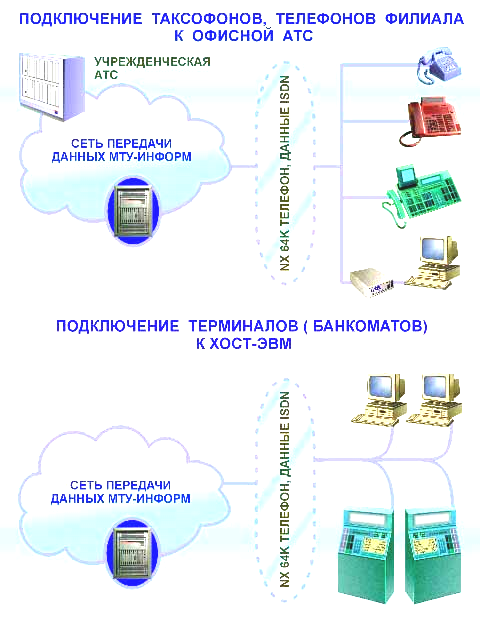 ПОДКЛЮЧЕНИЕ ТАКСОФОНОВ, ТЕЛЕФОНОВ ФИЛИАЛА
К ОФИСНОЙ АТС
УЧРЕЖДЕНЧЕСКАЯ
АТС
СЕТЬ ПЕРЕДАЧИ
ДАННЫХ МТУ-ИНФОРМ
NX 64K ТЕЛЕФОН, ДАННЫЕ ISDN
ПОДКЛЮЧЕНИЕ ТЕРМИНАЛОВ ( БАНКОМАТОВ)
К ХОСТ-ЭВМ
СЕТЬ ПЕРЕДАЧИ
ДАННЫХ МТУ-ИНФОРМ
NX 64K ТЕЛЕФОН, ДАННЫЕ ISDN